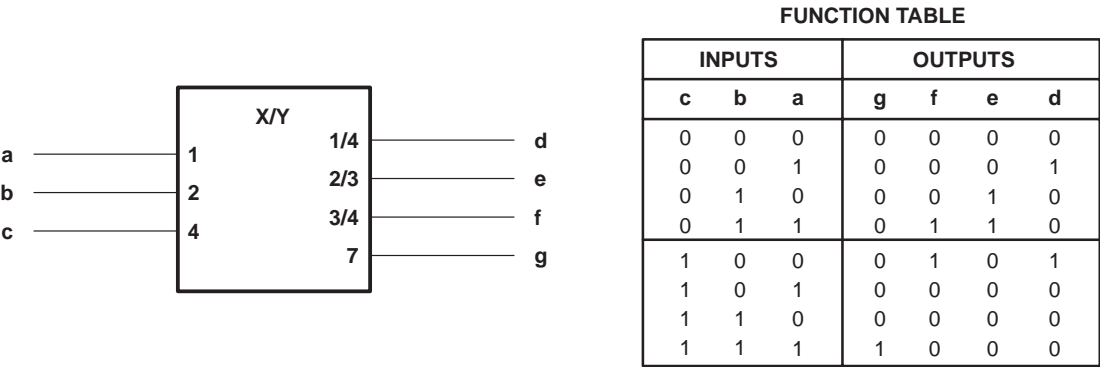 X/Y
a 1 1/4 d
b 2 2/3 e
c 4 3/4 f
7 g
FUNCTION TABLE
INPUTS OUTPUTS
c b a g f e d
0 0 0 0 0 0 0
0 0 1 0 0 0 1
0 1 0 0 0 1 0
0 1 1 0 1 1 0
1 0 0 0 1 0 1
1 0 1 0 0 0 0
1 1 0 0 0 0 0
1 1 1 1 0 0 0